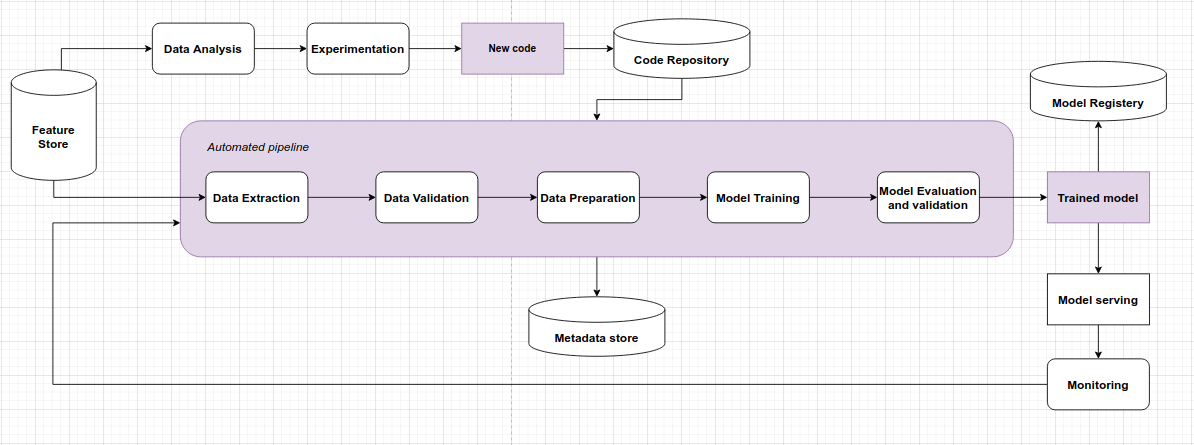 Data Analysis
Experimentation
New code
Code Repository
Feature
Store
Model Registery
Automated pipeline
Data Extraction
Data Validation
Data Preparation
Model Training
Model Evaluation
and validation
Trained model
Model serving
Metadata store
Monitoring